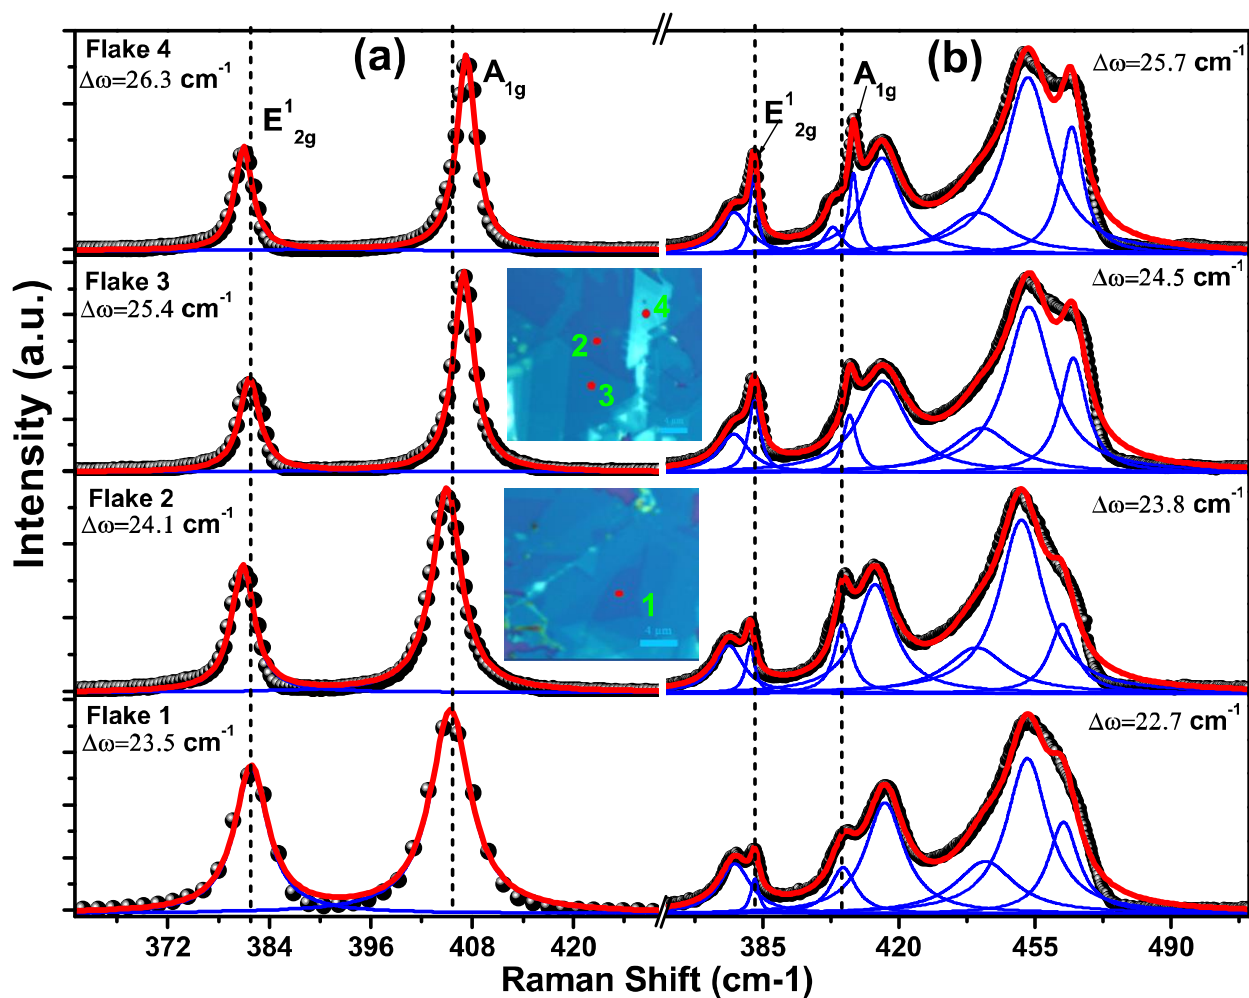 (a)
(b)
Flake 4
Δω=26.3 cm⁻¹
E¹2g
A1g
Δω=25.7 cm⁻¹
E¹2g
A1g
Flake 3
Δω=25.4 cm⁻¹
Δω=24.5 cm⁻¹
4
2
3
Flake 2
Δω=24.1 cm⁻¹
Δω=23.8 cm⁻¹
1
4 μm
Flake 1
Δω=23.5 cm⁻¹
Δω=22.7 cm⁻¹
372 384 396 408 420 385 420 455 490
Raman Shift (cm-1)
Intensity (a.u.)